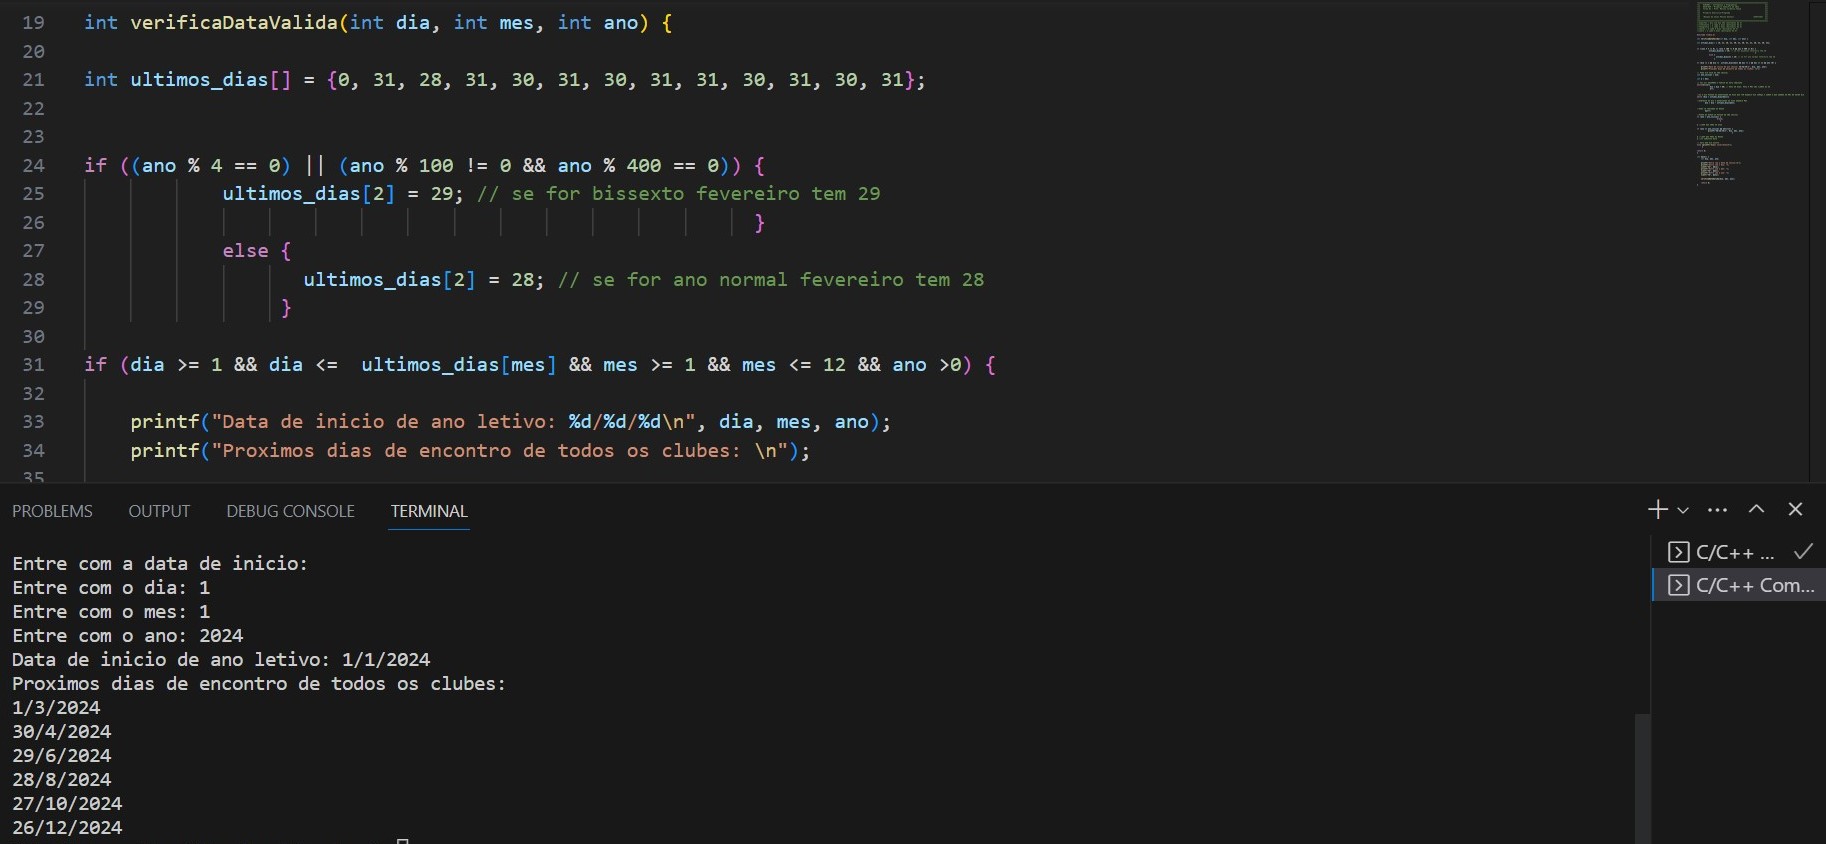 19 int verificaDataValida(int dia, int mes, int ano) {
20
21 int ultimos_dias[] = {0, 31, 28, 31, 30, 31, 30, 31, 31, 30, 31, 30, 31};
22
23
24 if ((ano % 4 == 0) || (ano % 100 != 0 && ano % 400 == 0)) {
25 ultimos_dias[2] = 29; // se for bissexto fevereiro tem 29
26 }
27 else {
28 ultimos_dias[2] = 28; // se for ano normal fevereiro tem 28
29 }
30
31 if (dia >= 1 && dia <=  ultimos_dias[mes] && mes >= 1 && mes <= 12 && ano >0) {
32
33 printf("Data de inicio de ano letivo: %d/%d/%d\n", dia, mes, ano);
34 printf("Proximos dias de encontro de todos os clubes: \n");
35
PROBLEMS OUTPUT DEBUG CONSOLE TERMINAL
Entre com a data de inicio:
Entre com o dia: 1
Entre com o mes: 1
Entre com o ano: 2024
Data de inicio de ano letivo: 1/1/2024
Proximos dias de encontro de todos os clubes:
1/3/2024
30/4/2024
29/6/2024
28/8/2024
27/10/2024
26/12/2024
C/C++ ...
C/C++ Com...